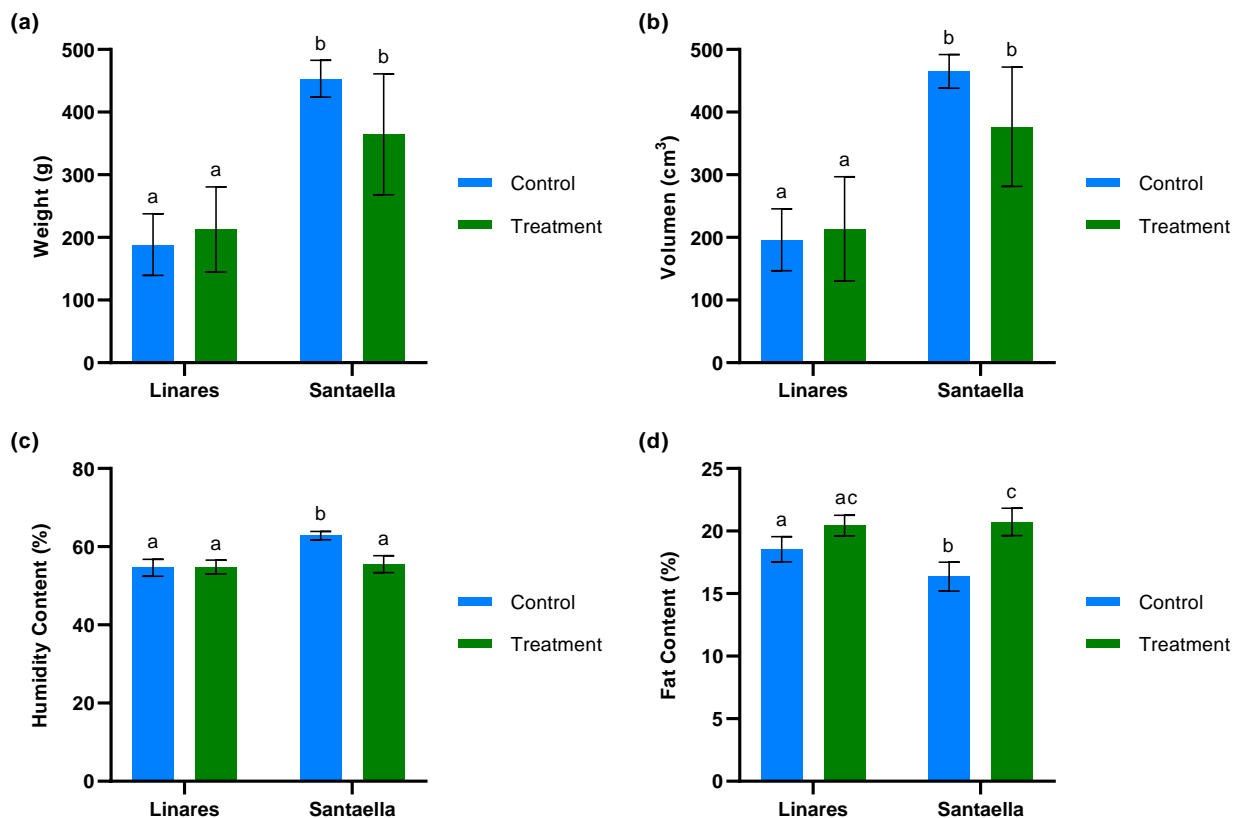 (a)
Weight (g)
500
400
300
200
100
0
a
a
b
b
Linares
Santaella
Control
Treatment
(b)
Volumen (cm³)
500
400
300
200
100
0
a
a
b
b
Linares
Santaella
Control
Treatment
(c)
Humidity Content (%)
80
60
40
20
0
a
a
b
a
Linares
Santaella
Control
Treatment
(d)
Fat Content (%)
25
20
15
10
5
0
a
ac
b
c
Linares
Santaella
Control
Treatment